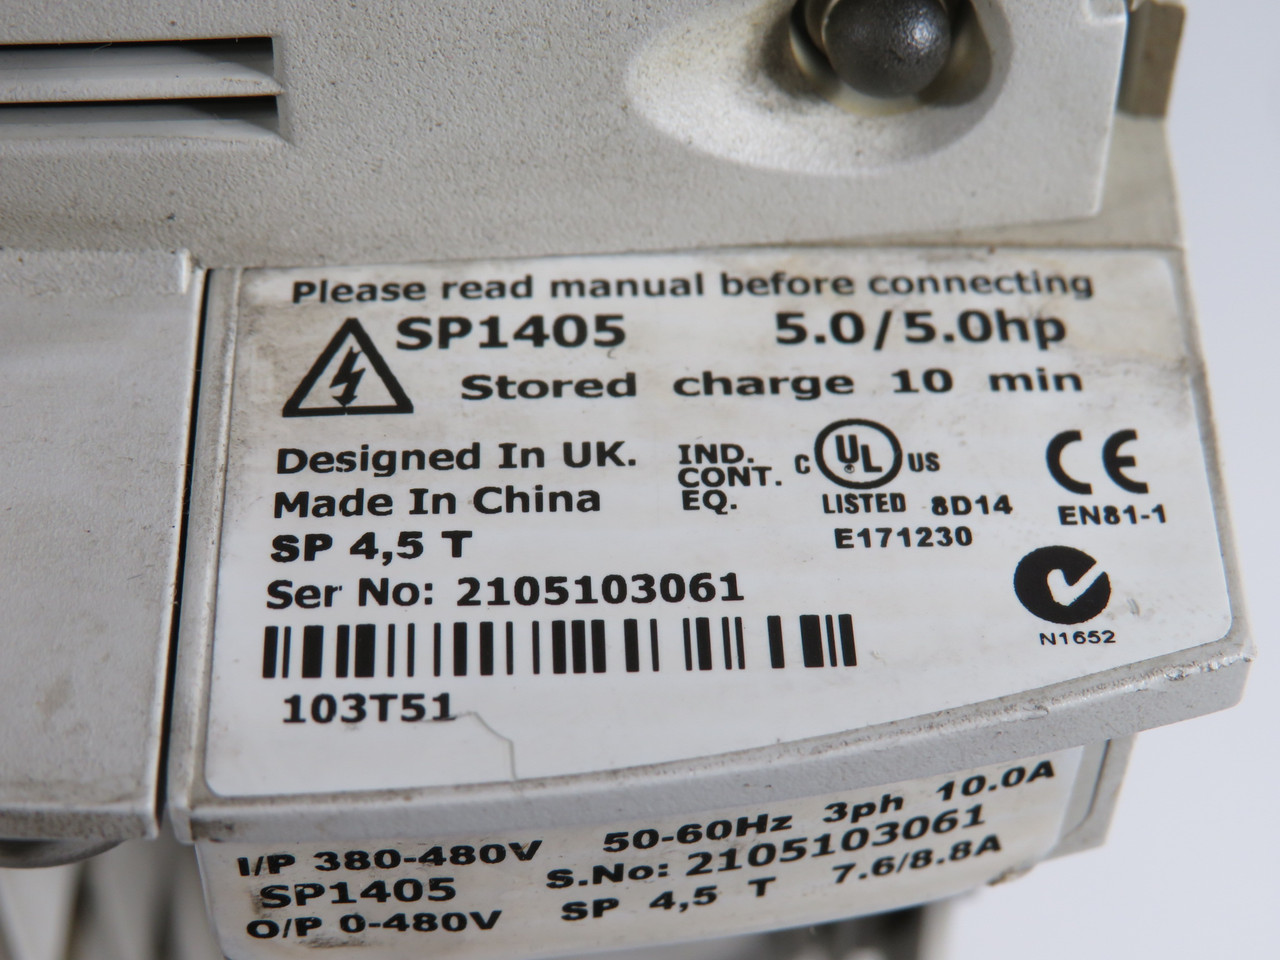 Please read manual before connecting
SP1405 5.0/5.0hp
Stored charge 10 min
Designed In UK.
Made In China
IND.
CONT.
EQ.
C UL US
LISTED 8D14
E171230
CE
EN81-1
SP 4,5 T
Ser No: 2105103061
N1652
103T51
I/P 380-480V 50-60Hz 3ph 10.0A
SP1405 S.No: 2105103061
O/P 0-480V SP 4,5 T 7.6/8.8A